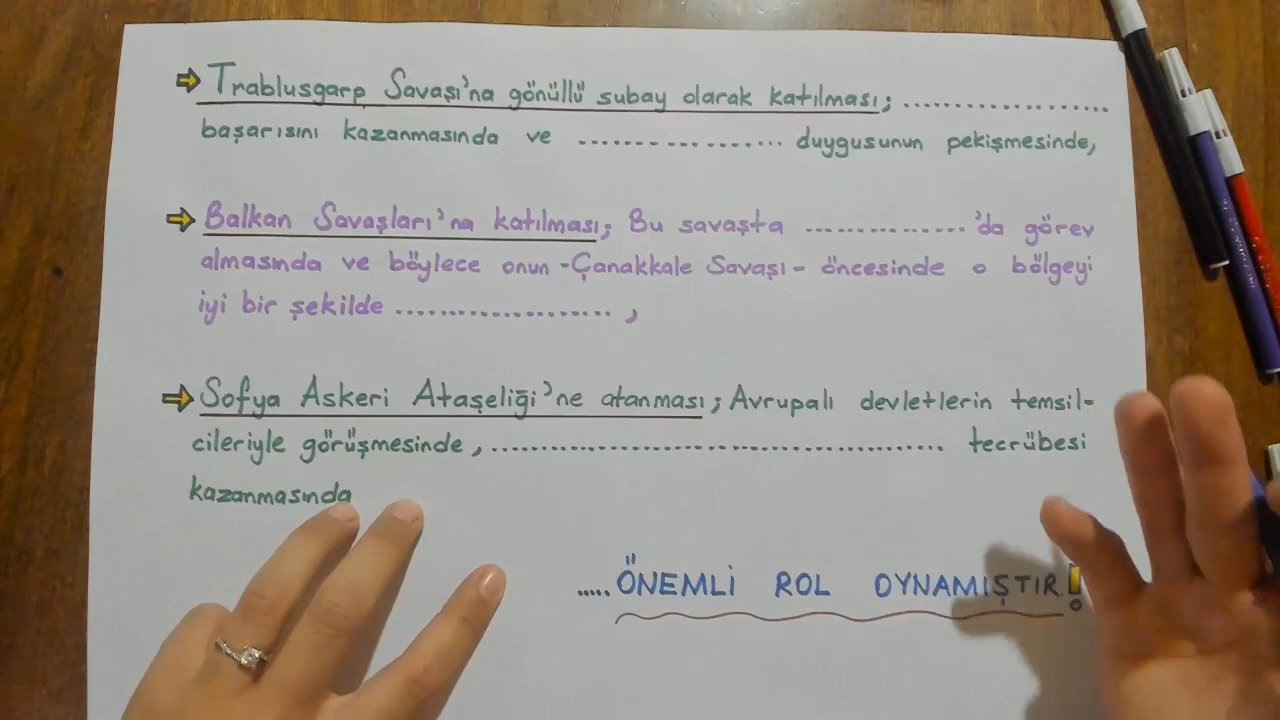 Trablusgarp Savaşı'na gönüllü subay olarak katılması; ...................
başarısını kazanmasında ve ................. duygusunun pekişmesinde,
Balkan Savaşları'na katılması; Bu savaşta ...............'da görev
almasında ve böylece onun -Çanakkale Savaşı- öncesinde o bölgeyi
iyi bir şekilde ..................... ,
Sofya Askeri Ataşeliği'ne atanması; Avrupalı devletlerin temsil-
cileriyle görüşmesinde, ............................................. tecrübesi
kazanmasında
.....ÖNEMLİ ROL OYNAMIŞTIR!